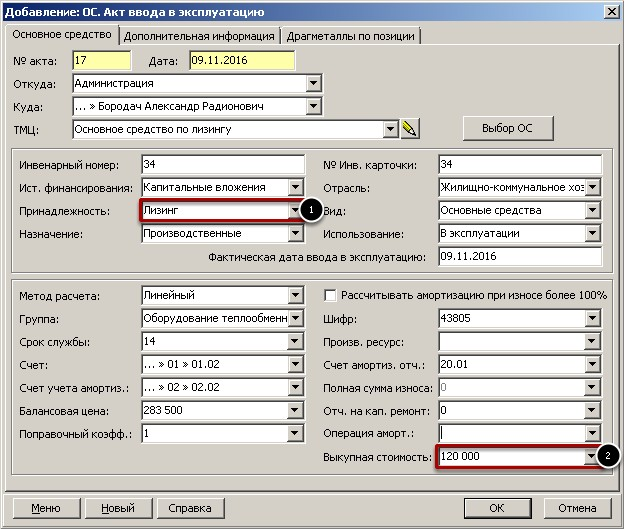 Добавление: ОС. Акт ввода в эксплуатацию
Основное средство Дополнительная информация Драгметаллы по позиции
№ акта: 17 Дата: 09.11.2016
Откуда: Администрация
Куда: ... » Бородач Александр Радионович
ТМЦ: Основное средство по лизингу Выбор ОС
Инвенарный номер: 34 № Инв. карточки: 34
Ист. финансирования: Капитальные вложения Отрасль: Жилищно-коммунальное хоз
Принадлежность: Лизинг 1 Вид: Основные средства
Назначение: Производственные Использование: В эксплуатации
Фактическая дата ввода в эксплуатацию: 09.11.2016
Метод расчета: Линейный Рассчитывать амортизацию при износе более 100%
Группа: Оборудование теплообменн Шифр: 43805
Срок службы: 14 Произв. ресурс:
Счет: ... » 01 » 01.02 Счет амортиз. отч.: 20.01
Счет учета амортиз.: ... » 02 » 02.02 Полная сумма износа: 0
Балансовая цена: 283 500 Отч. на кап. ремонт: 0
Поправочный коэфф.: 1 Операция аморт.:
Выкупная стоимость: 120 000 2
Меню Новый Справка ОК Отмена